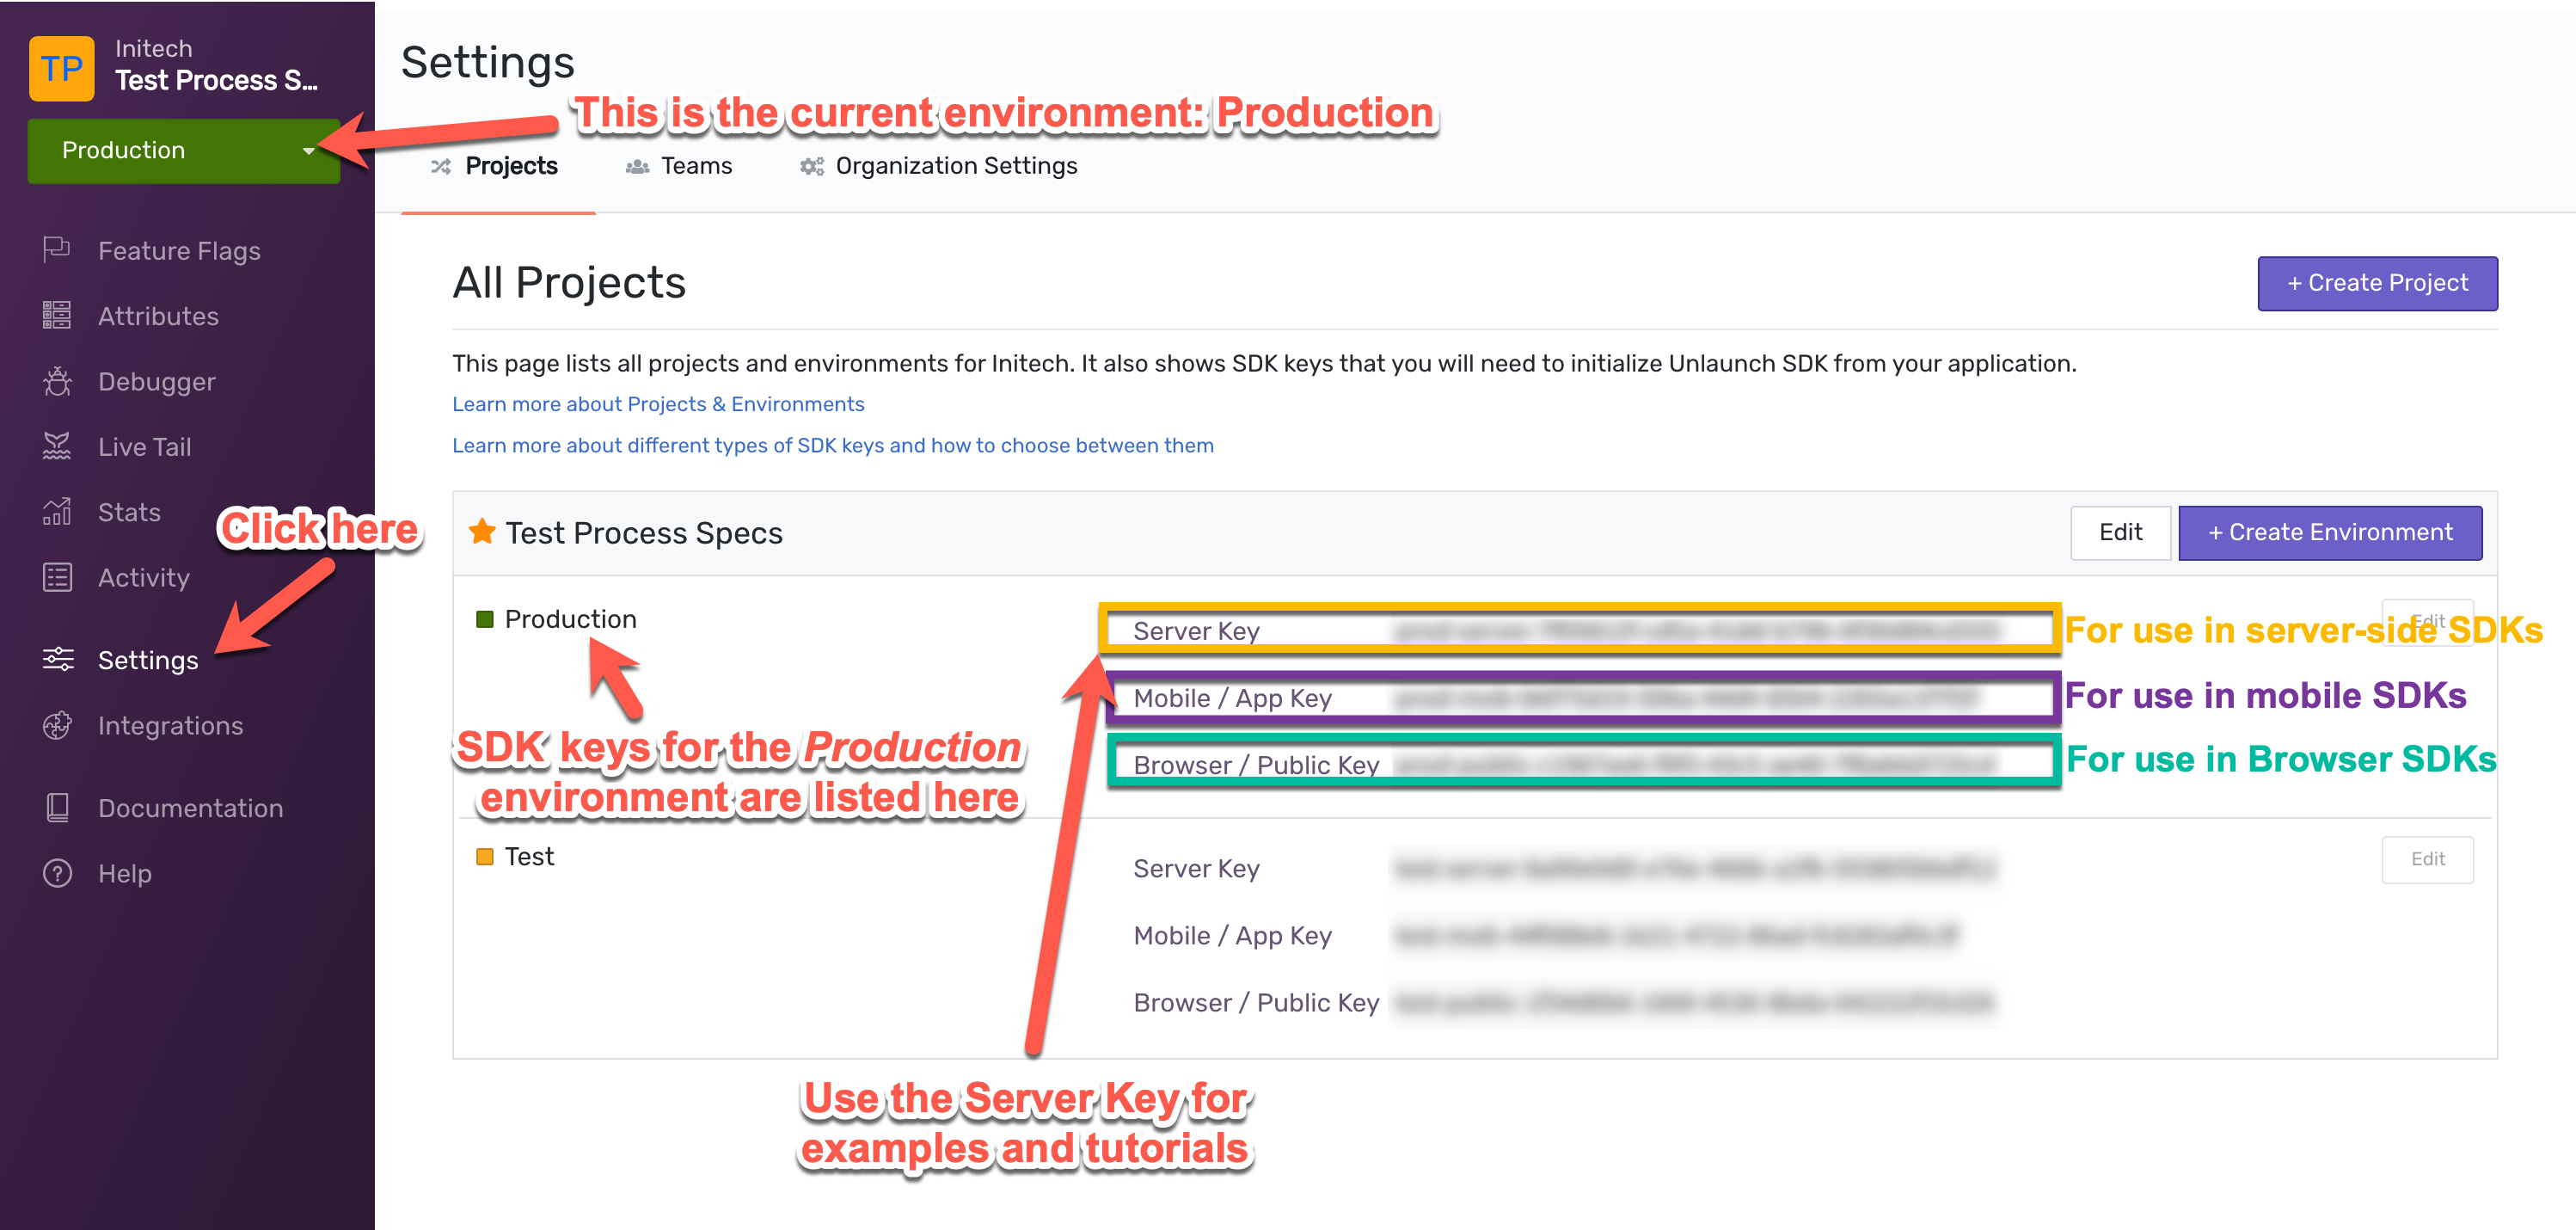 TP
Initech
Test Process S...
Production
Feature Flags
Attributes
Debugger
Live Tail
Stats
Activity
Settings
Integrations
Documentation
Help
Click here
Settings
This is the current environment: Production
Projects
Teams
Organization Settings
All Projects
+ Create Project
This page lists all projects and environments for Initech. It also shows SDK keys that you will need to initialize Unlaunch SDK from your application.
Learn more about Projects & Environments
Learn more about different types of SDK keys and how to choose between them
Test Process Specs
Edit
+ Create Environment
Production
Server Key
Edit
For use in server-side SDKs
Mobile / App Key
For use in mobile SDKs
Browser / Public Key
For use in Browser SDKs
SDK keys for the Production
environment are listed here
Test
Server Key
Edit
Mobile / App Key
Browser / Public Key
Use the Server Key for
examples and tutorials